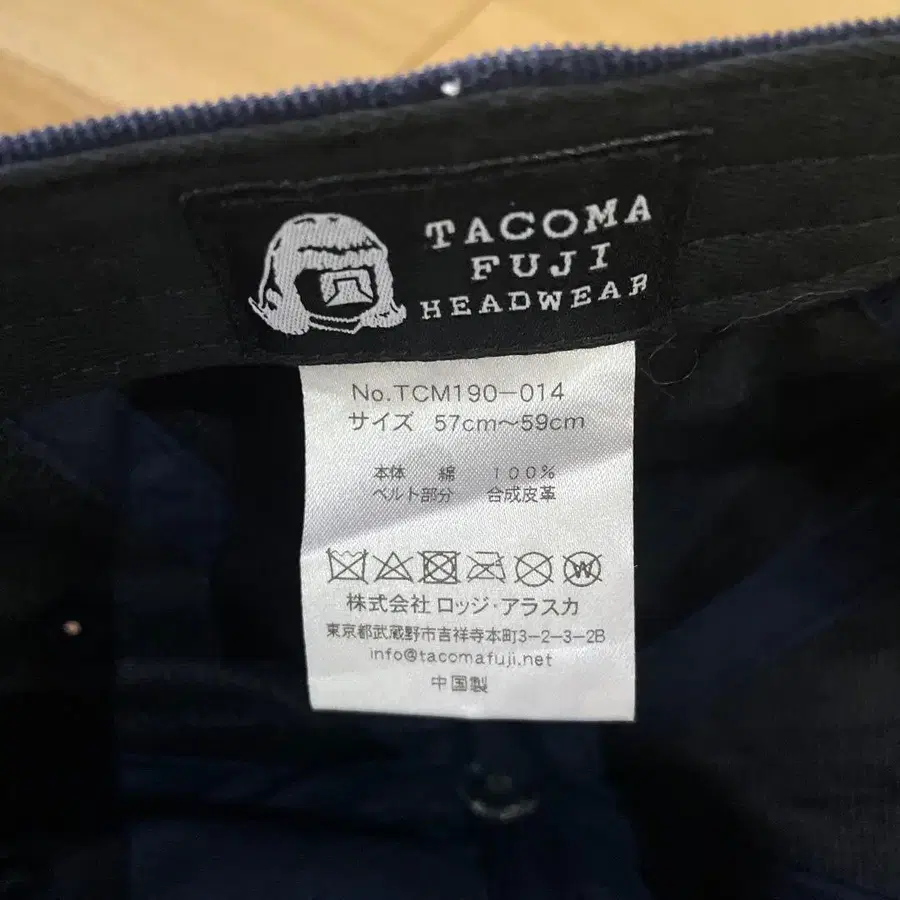 TACOMA
FUJI
HEADWEAR
No.TCM190-014
サイズ 57cm～59cm
本体 綿 100%
ベルト部分 合成皮革
W
株式会社 ロッジ・アラスカ
東京都武蔵野市吉祥寺本町3-2-3-2B
info@tacomafuji.net
中国製